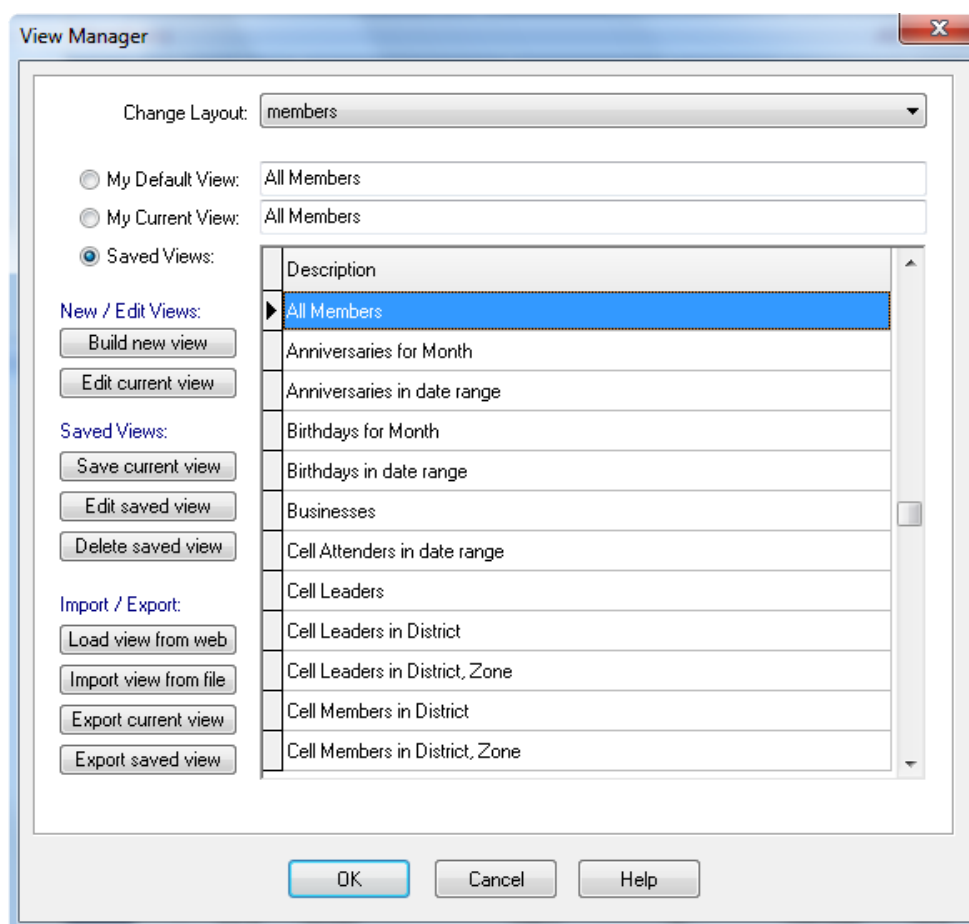 View Manager
Change Layout: members
My Default View: All Members
My Current View: All Members
Saved Views:
Description
All Members
Anniversaries for Month
Anniversaries in date range
Birthdays for Month
Birthdays in date range
Businesses
Cell Attenders in date range
Cell Leaders
Cell Leaders in District
Cell Leaders in District, Zone
Cell Members in District
Cell Members in District, Zone
New / Edit Views:
Build new view
Edit current view
Saved Views:
Save current view
Edit saved view
Delete saved view
Import / Export:
Load view from web
Import view from file
Export current view
Export saved view
OK Cancel Help